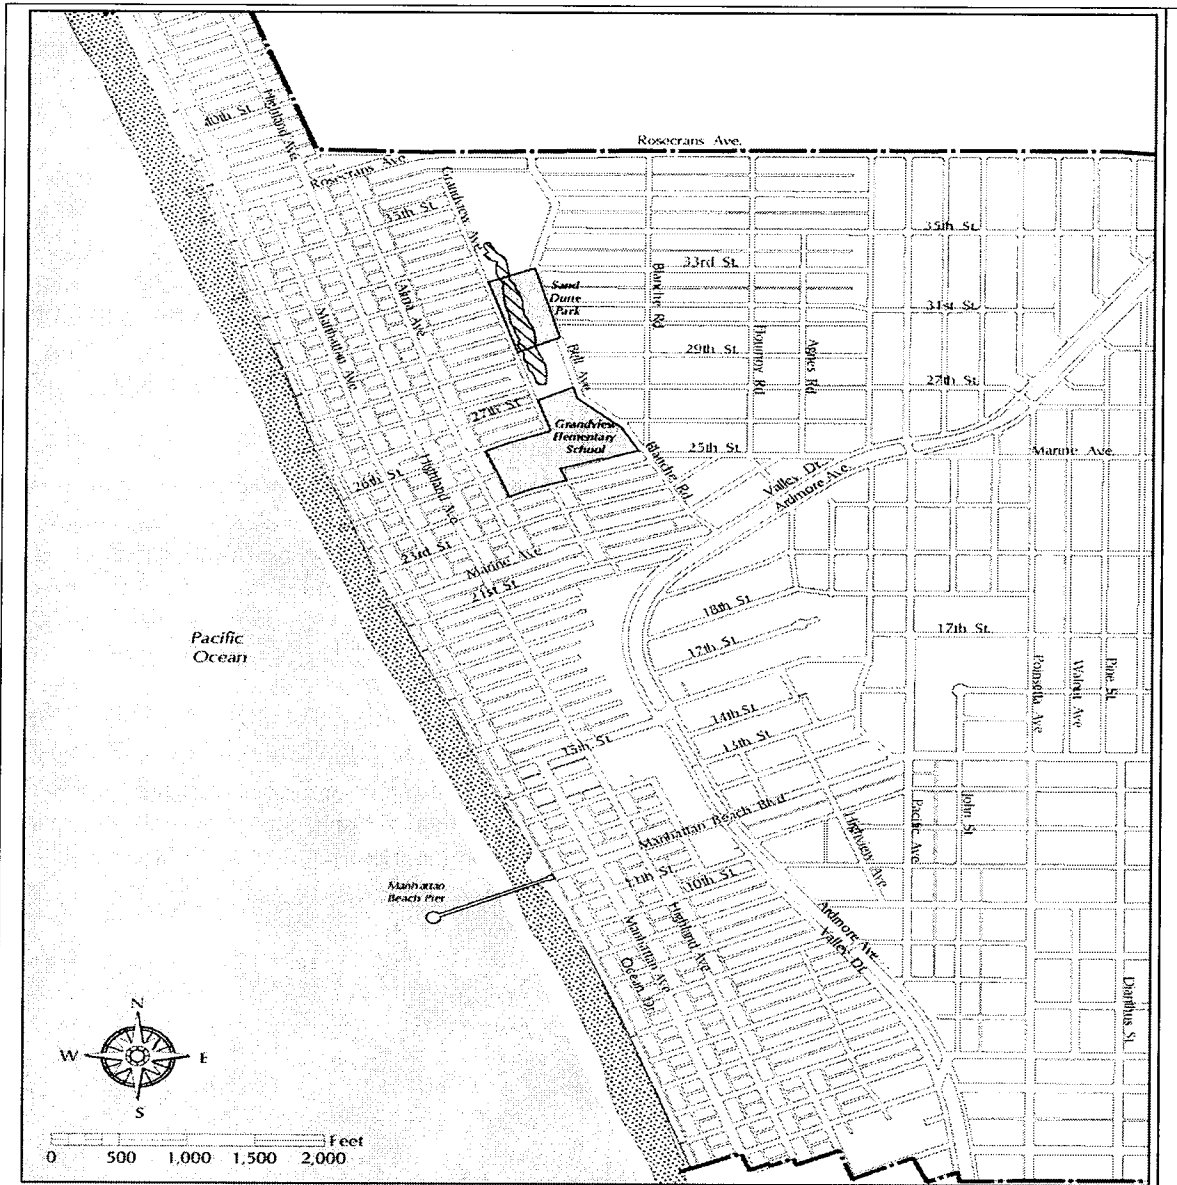 Rosecrans Ave.
40th St.
Highland Ave.
Rosecrans Ave
Grandview Ave
35th St.
35th St.
33rd St.
Blanche Rd
Sand
Dune
Park
31st St.
Manhattan Ave.
Bell Ave.
29th St.
Agnes Rd
27th St.
27th St.
Grandview
Elementary
School
25th St.
Marine Ave.
Blanche Rd.
26th St.
Highland Ave
Valley Dr.
Ardmore Ave
23rd St.
Marine Ave
21st St.
18th St.
17th St.
17th St.
Pacific
Ocean
Poinsetta Ave
Walnut Ave
Pine St.
14th St.
13th St.
15th St.
Manhattan Beach Blvd
Highview Ave
Pacific Ave
John St.
Manhattan
Beach Pier
11th St.
10th St.
Manhattan Ave.
Highland Ave
Ocean Dr.
Ardmore Ave
Valley Dr.
Dianthus St.
N
W
E
S
Feet
0 500 1,000 1,500 2,000